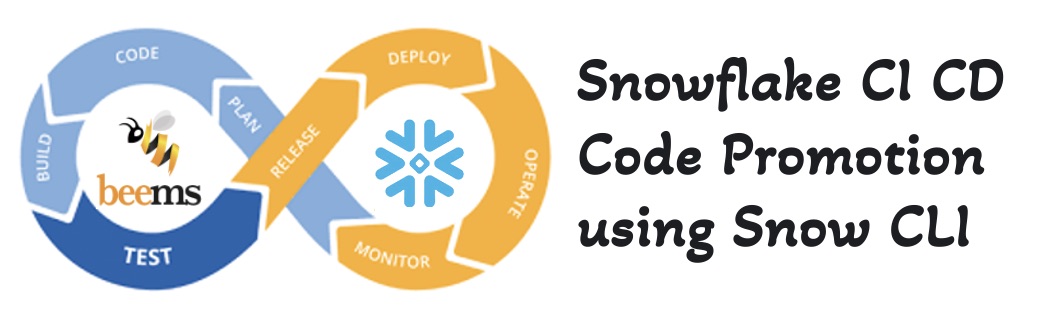 CODE
PLAN
BUILD
TEST
beems
RELEASE
DEPLOY
OPERATE
MONITOR
Snowflake CI CD
Code Promotion
using Snow CLI